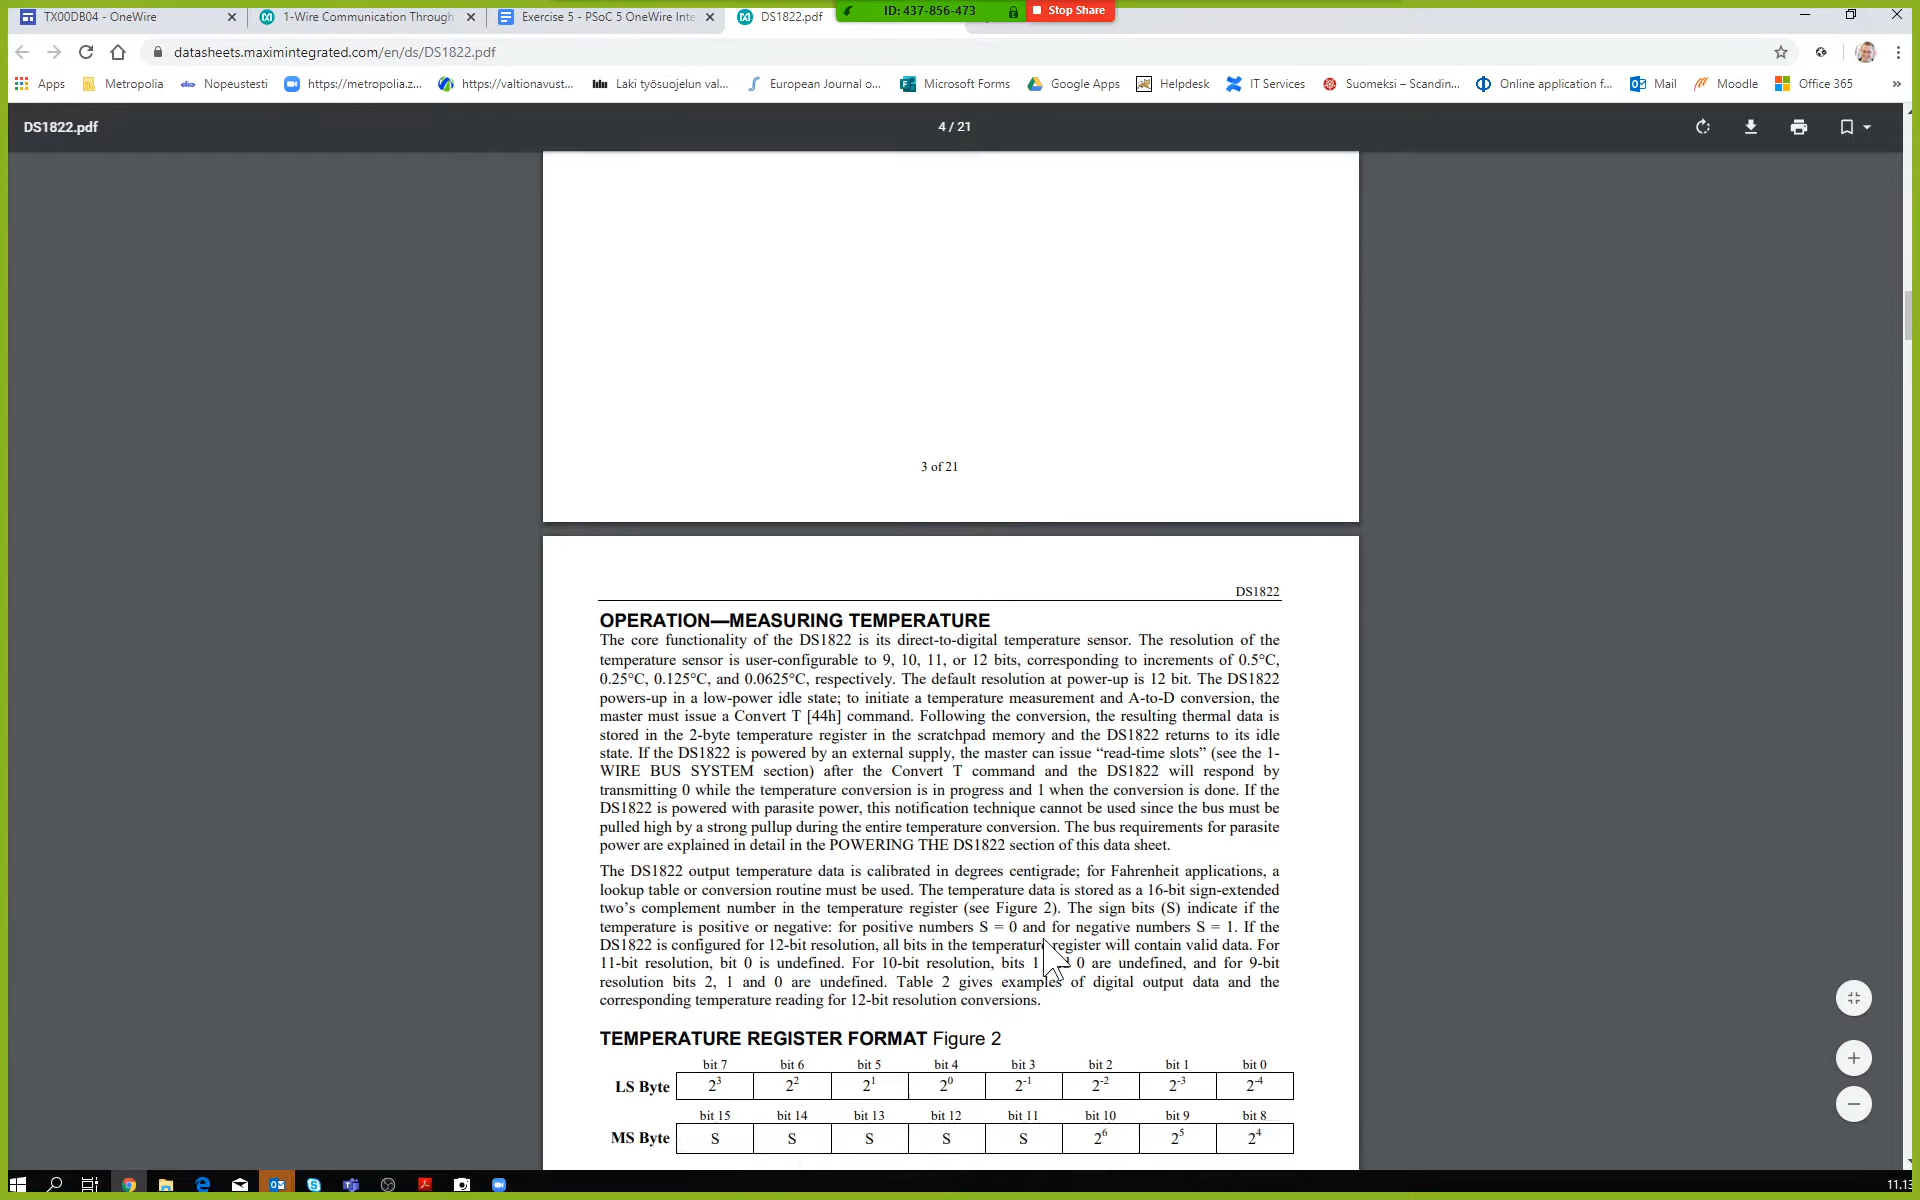 TX00DB04 - OneWire
1-Wire Communication Through
Exercise 5 - PSoC 5 OneWire Inte
DS1822.pdf
ID: 437-856-473
Stop Share
datasheets.maximintegrated.com/en/ds/DS1822.pdf
Apps
Metropolia
Nopeustesti
https://metropolia.z...
https://valtionavust...
Laki työsuojelun val...
European Journal o...
Microsoft Forms
Google Apps
Helpdesk
IT Services
Suomeksi – Scandin...
Online application f...
Mail
Moodle
Office 365
DS1822.pdf
4 / 21
3 of 21
DS1822
OPERATION—MEASURING TEMPERATURE
The core functionality of the DS1822 is its direct-to-digital temperature sensor. The resolution of the
temperature sensor is user-configurable to 9, 10, 11, or 12 bits, corresponding to increments of 0.5°C,
0.25°C, 0.125°C, and 0.0625°C, respectively. The default resolution at power-up is 12 bit. The DS1822
powers-up in a low-power idle state; to initiate a temperature measurement and A-to-D conversion, the
master must issue a Convert T [44h] command. Following the conversion, the resulting thermal data is
stored in the 2-byte temperature register in the scratchpad memory and the DS1822 returns to its idle
state. If the DS1822 is powered by an external supply, the master can issue “read-time slots” (see the 1-
WIRE BUS SYSTEM section) after the Convert T command and the DS1822 will respond by
transmitting 0 while the temperature conversion is in progress and 1 when the conversion is done. If the
DS1822 is powered with parasite power, this notification technique cannot be used since the bus must be
pulled high by a strong pullup during the entire temperature conversion. The bus requirements for parasite
power are explained in detail in the POWERING THE DS1822 section of this data sheet.
The DS1822 output temperature data is calibrated in degrees centigrade; for Fahrenheit applications, a
lookup table or conversion routine must be used. The temperature data is stored as a 16-bit sign-extended
two’s complement number in the temperature register (see Figure 2). The sign bits (S) indicate if the
temperature is positive or negative: for positive numbers S = 0 and for negative numbers S = 1. If the
DS1822 is configured for 12-bit resolution, all bits in the temperature register will contain valid data. For
11-bit resolution, bit 0 is undefined. For 10-bit resolution, bits 1 0 are undefined, and for 9-bit
resolution bits 2, 1 and 0 are undefined. Table 2 gives examples of digital output data and the
corresponding temperature reading for 12-bit resolution conversions.
TEMPERATURE REGISTER FORMAT Figure 2
bit 7 bit 6 bit 5 bit 4 bit 3 bit 2 bit 1 bit 0
LS Byte 2³ 2² 2¹ 2⁰ 2⁻¹ 2⁻² 2⁻³ 2⁻⁴
bit 15 bit 14 bit 13 bit 12 bit 11 bit 10 bit 9 bit 8
MS Byte S S S S S 2⁶ 2⁵ 2⁴
11.13